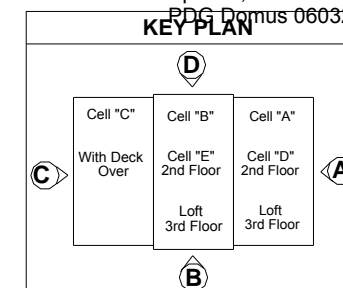 PDG Domus 06032
KEY PLAN
D
Cell "C"
Cell "B"
Cell "A"
With Deck
Over
Cell "E"
2nd Floor
Cell "D"
2nd Floor
C
A
Loft
3rd Floor
Loft
3rd Floor
B